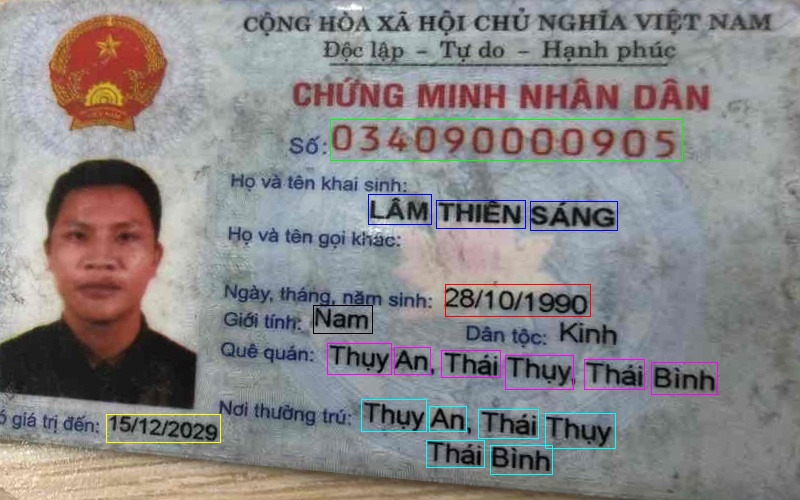 CỘNG HÒA XÃ HỘI CHỦ NGHĨA VIỆT NAM
Độc lập - Tự do - Hạnh phúc
CHỨNG MINH NHÂN DÂN
Số: 034090000905
Họ và tên khai sinh:
LÂM THIÊN SÁNG
Họ và tên gọi khác:
Ngày, tháng, năm sinh: 28/10/1990
Giới tính: Nam Dân tộc: Kinh
Quê quán: Thụy An, Thái Thụy, Thái Bình
Nơi thường trú: Thụy An, Thái Thụy
Thái Bình
ó giá trị đến: 15/12/2029